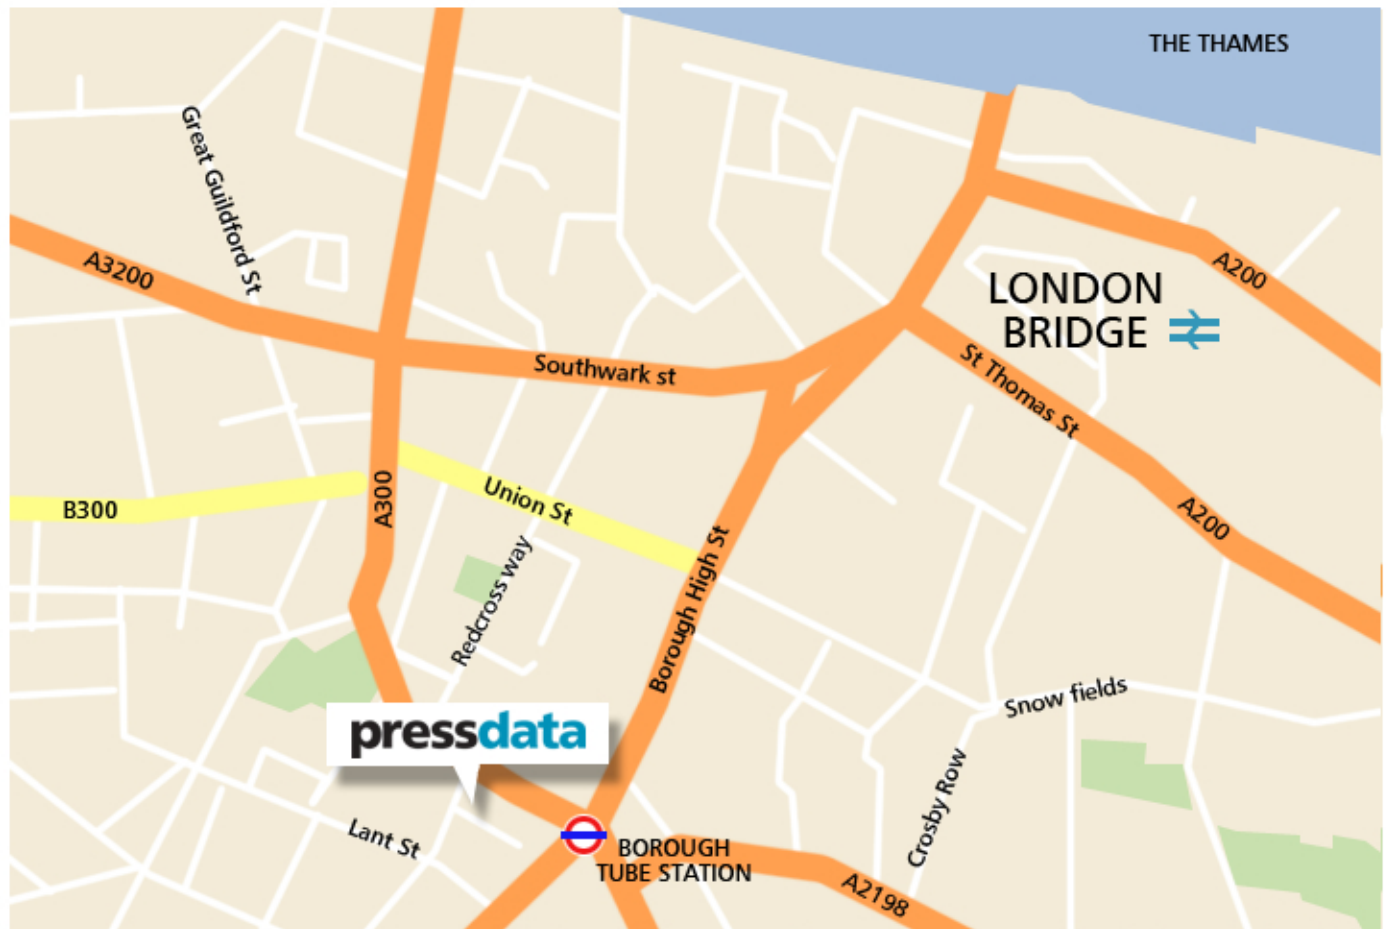 THE THAMES
Great Guildford St
A3200
A200
LONDON
BRIDGE
Southwark st
St Thomas St
A300
Union St
B300
A200
Redcross way
Borough High St
Snow fields
pressdata
Crosby Row
Lant St
BOROUGH
TUBE STATION
A2198